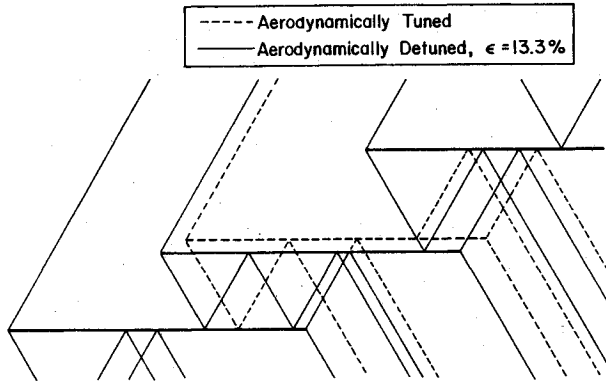 Aerodynamically Tuned
Aerodynamically Detuned, ϵ = 13.3%